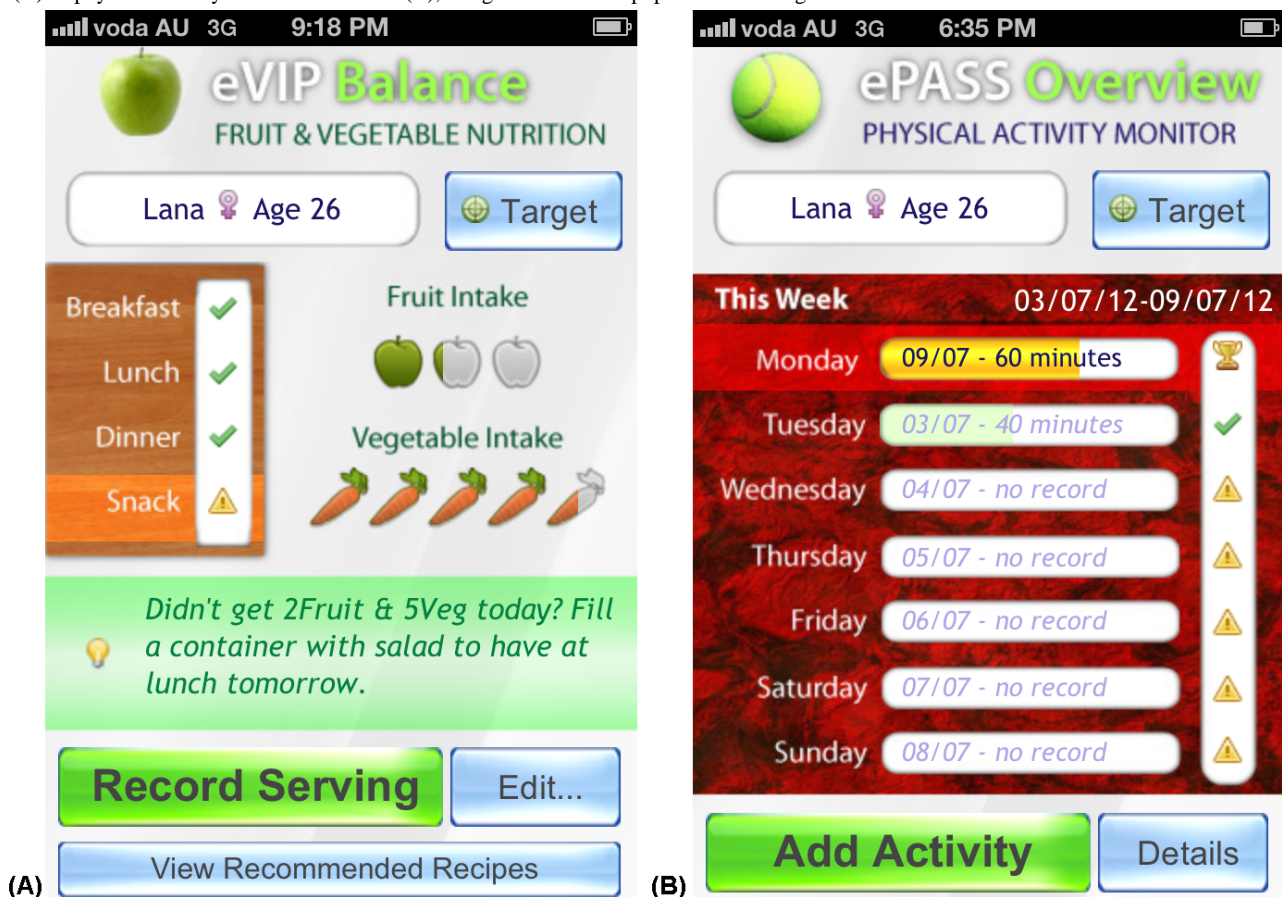 voda AU 3G 9:18 PM
eVIP Balance
FRUIT & VEGETABLE NUTRITION
Lana Age 26
Target
Breakfast
Lunch
Dinner
Snack
Fruit Intake
Vegetable Intake
Didn't get 2Fruit & 5Veg today? Fill
a container with salad to have at
lunch tomorrow.
Record Serving
Edit...
View Recommended Recipes
(A)
voda AU 3G 6:35 PM
ePASS Overview
PHYSICAL ACTIVITY MONITOR
Lana Age 26
Target
This Week 03/07/12-09/07/12
Monday 09/07 - 60 minutes
Tuesday 03/07 - 40 minutes
Wednesday 04/07 - no record
Thursday 05/07 - no record
Friday 06/07 - no record
Saturday 07/07 - no record
Sunday 08/07 - no record
Add Activity
Details
(B)